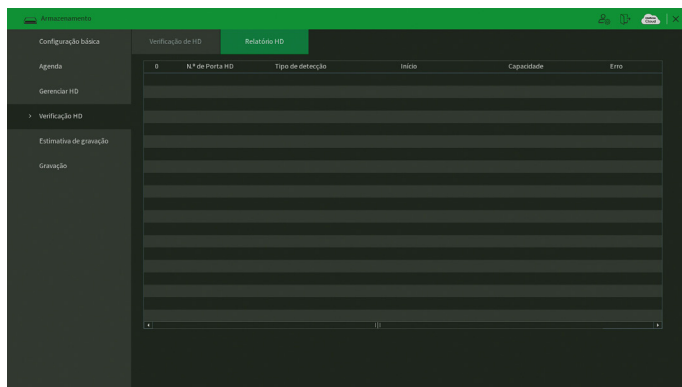 Armazenamento
Configuração básica
Agenda
Gerenciar HD
Verificação HD
Estimativa de gravação
Gravação
Verificação de HD Relatório HD
0 N.º de Porta HD Tipo de detecção Início Capacidade Erro